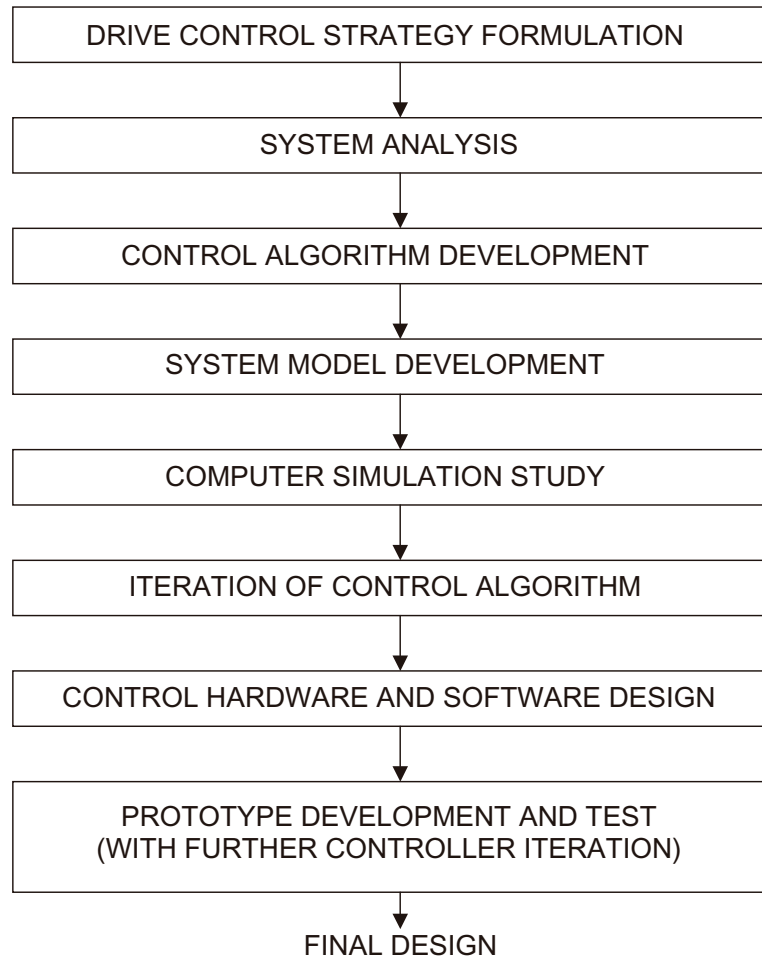 DRIVE CONTROL STRATEGY FORMULATION
SYSTEM ANALYSIS
CONTROL ALGORITHM DEVELOPMENT
SYSTEM MODEL DEVELOPMENT
COMPUTER SIMULATION STUDY
ITERATION OF CONTROL ALGORITHM
CONTROL HARDWARE AND SOFTWARE DESIGN
PROTOTYPE DEVELOPMENT AND TEST
(WITH FURTHER CONTROLLER ITERATION)
FINAL DESIGN